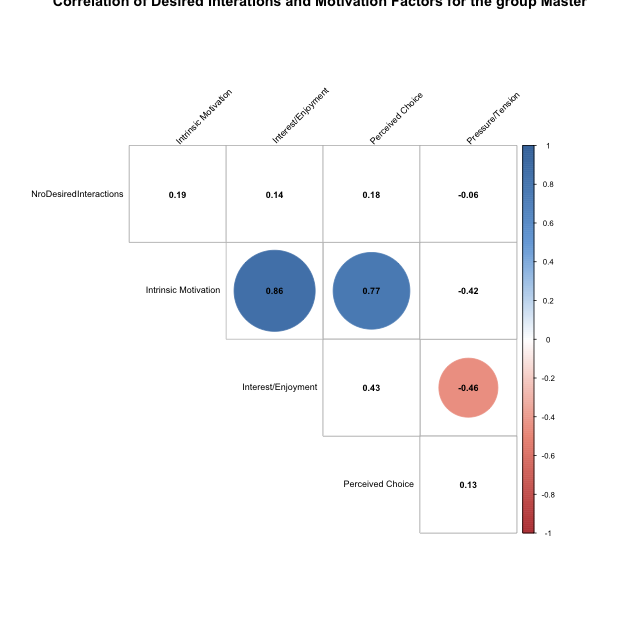 Correlation of Desired Interations and Motivation Factors for the group Master
Intrinsic Motivation
Interest/Enjoyment
Perceived Choice
Pressure/Tension
1
NroDesiredInteractions 0.19 0.14 0.18 -0.06
0.8
0.6
0.4
Intrinsic Motivation 0.86 0.77 -0.42
0.2
0
-0.2
Interest/Enjoyment 0.43 -0.46
-0.4
-0.6
Perceived Choice 0.13
-0.8
-1